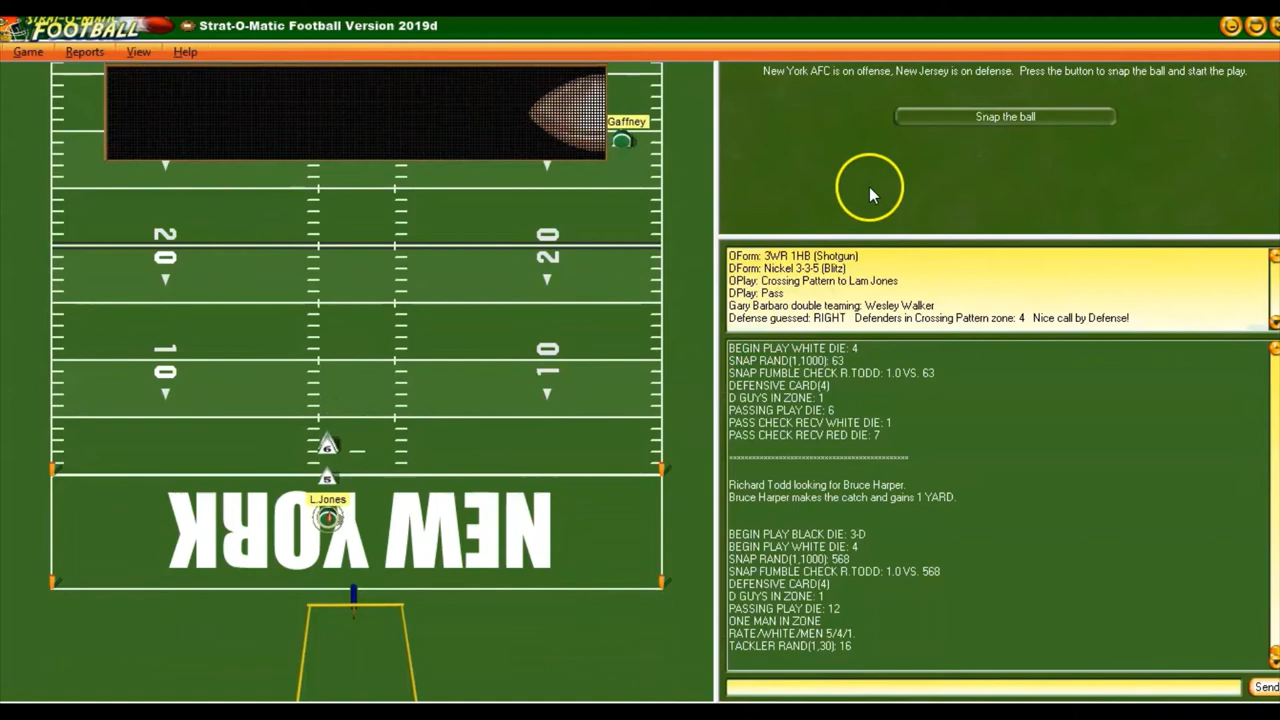 FOOTBALL
Strat-O-Matic Football Version 2019d
Game Reports View Help
New York AFC is on offense, New Jersey is on defense. Press the button to snap the ball and start the play.
Snap the ball
Gaffney
20
20
10
10
6
5
L.Jones
NEW YORK
OForm: 3WR 1HB (Shotgun)
DForm: Nickel 3-3-5 (Blitz)
OPlay: Crossing Pattern to Lam Jones
DPlay: Pass
Gary Barbaro double teaming: Wesley Walker
Defense guessed: RIGHT Defenders in Crossing Pattern zone: 4 Nice call by Defense!
BEGIN PLAY WHITE DIE: 4
SNAP RAND(1,1000): 63
SNAP FUMBLE CHECK R.TODD: 1.0 VS. 63
DEFENSIVE CARD(4)
D GUYS IN ZONE: 1
PASSING PLAY DIE: 6
PASS CHECK RECV WHITE DIE: 1
PASS CHECK RECV RED DIE: 7
Richard Todd looking for Bruce Harper.
Bruce Harper makes the catch and gains 1 YARD.
BEGIN PLAY BLACK DIE: 3-D
BEGIN PLAY WHITE DIE: 4
SNAP RAND(1,1000): 568
SNAP FUMBLE CHECK R.TODD: 1.0 VS. 568
DEFENSIVE CARD(4)
D GUYS IN ZONE: 1
PASSING PLAY DIE: 12
ONE MAN IN ZONE
RATE/WHITE/MEN 5/4/1.
TACKLER RAND(1,30): 16
Send